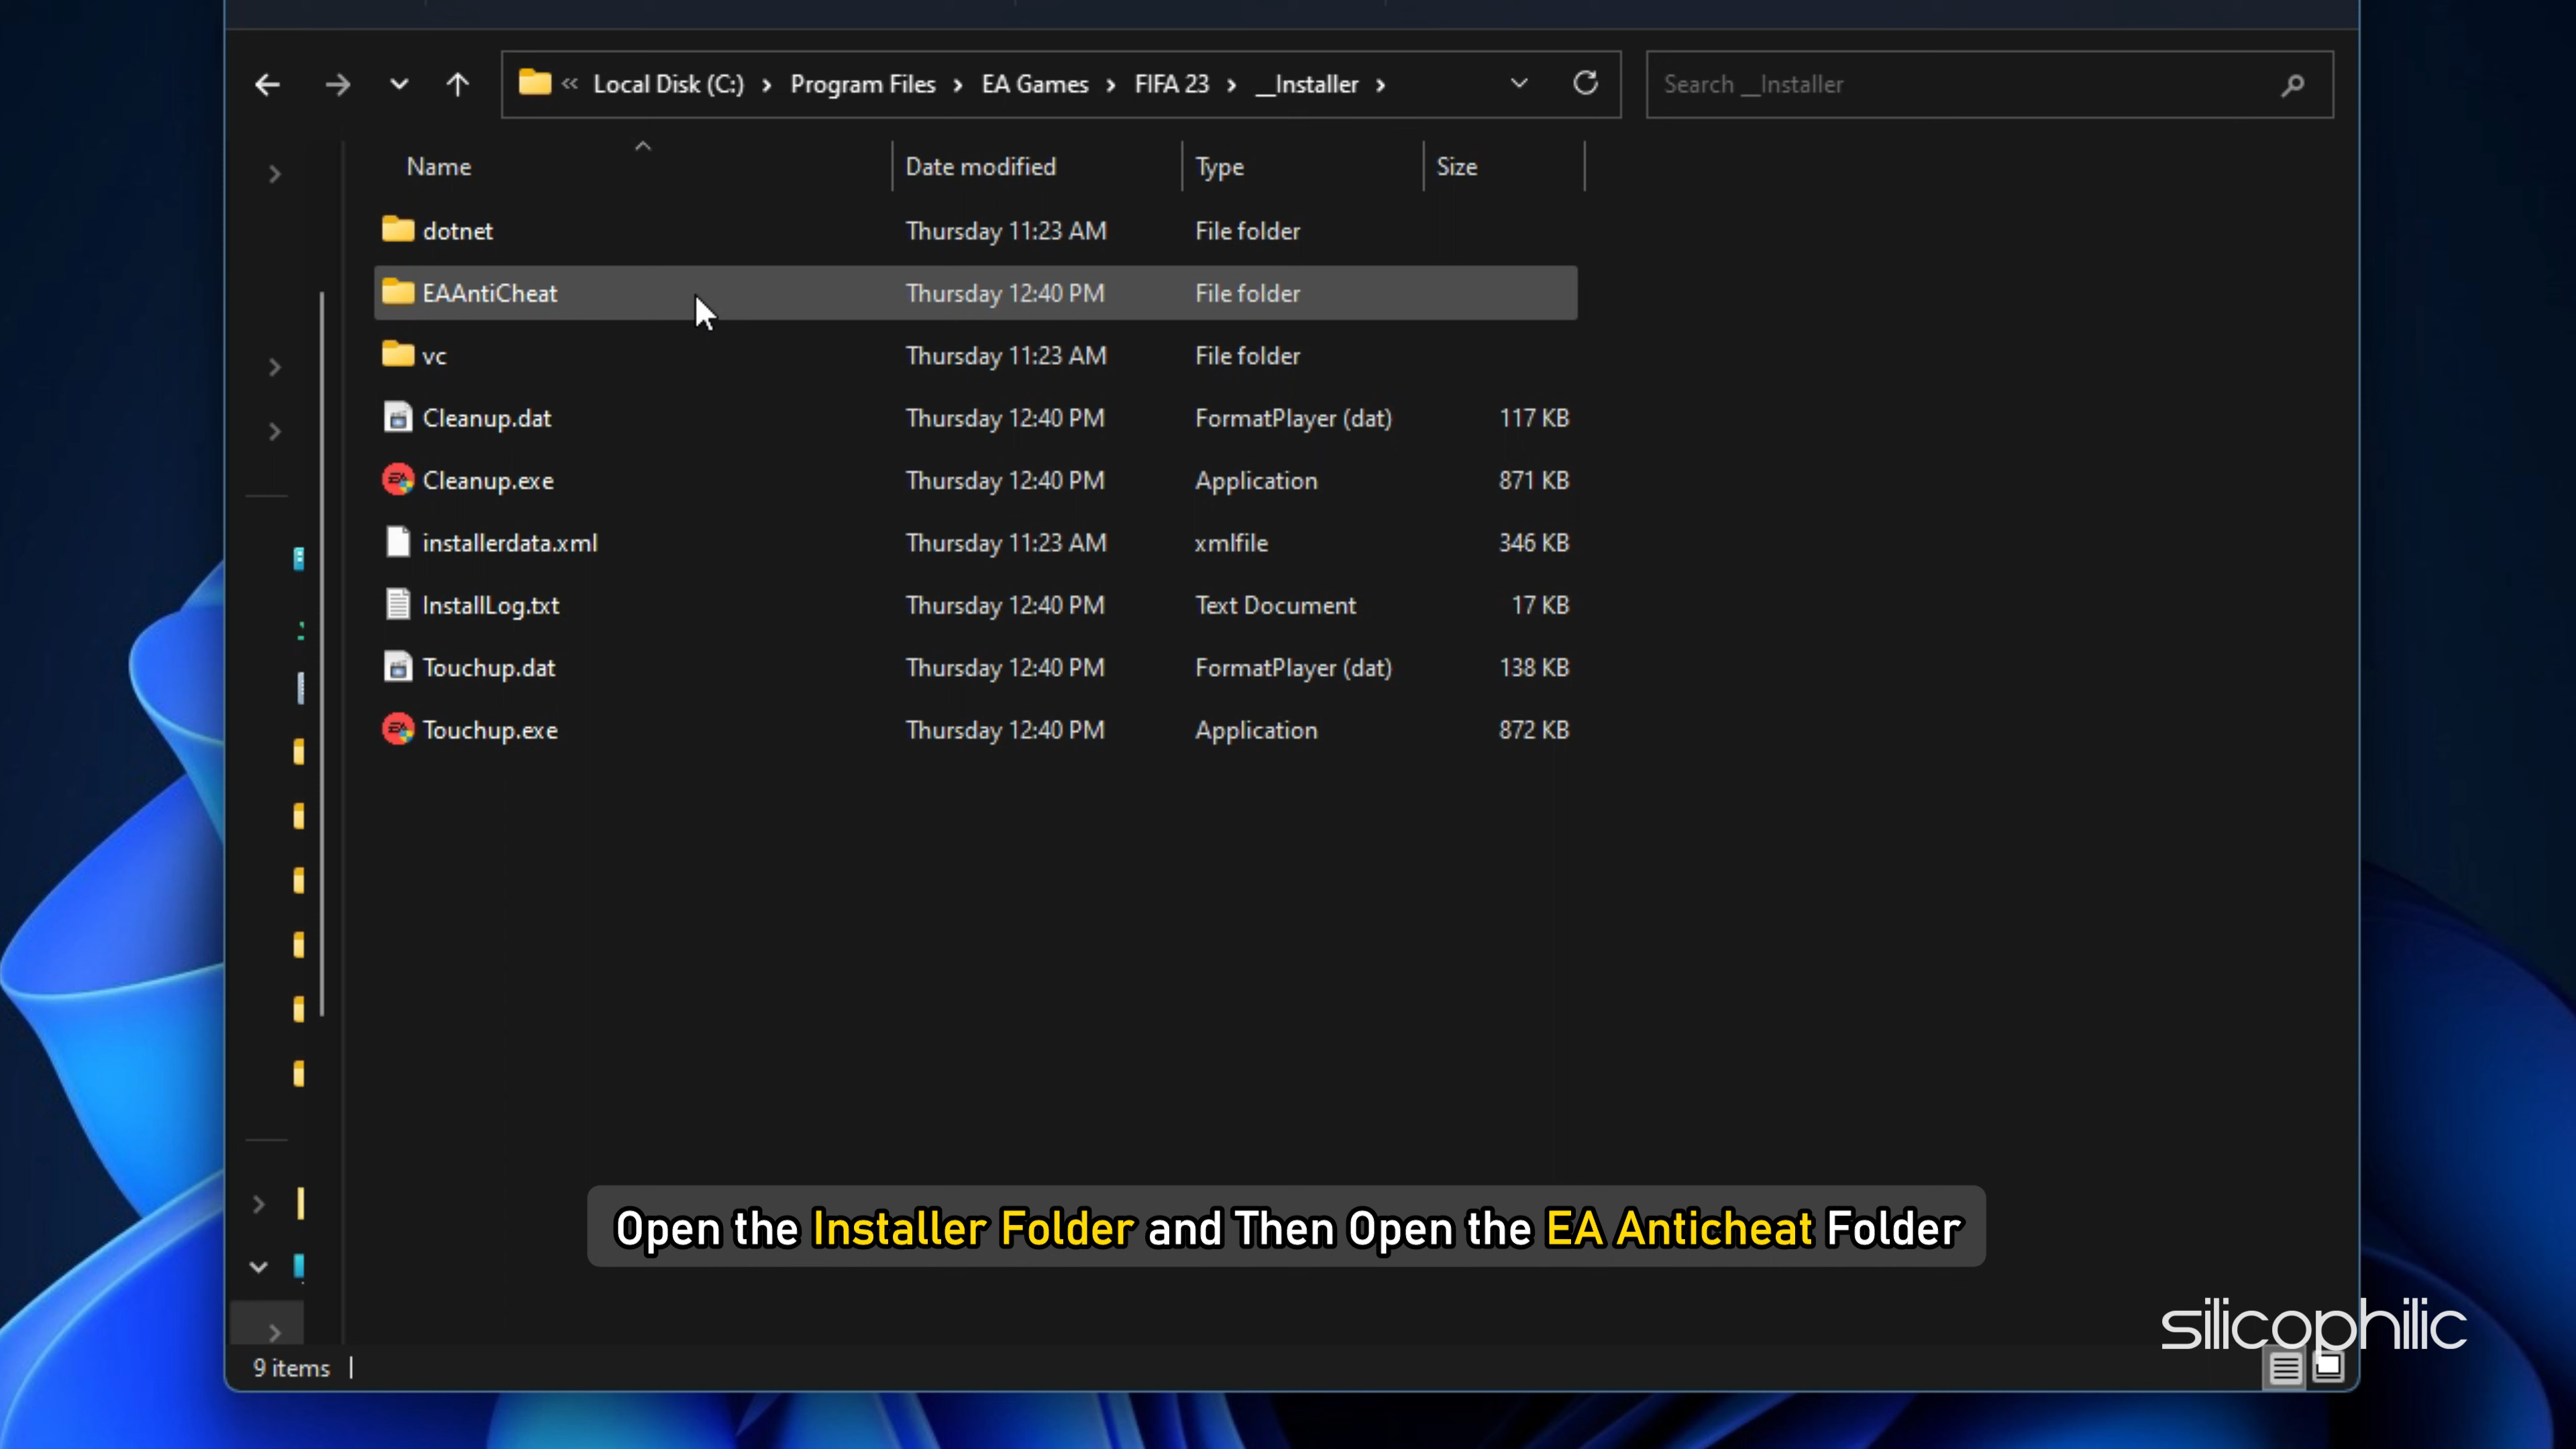 Local Disk (C:) › Program Files › EA Games › FIFA 23 › __Installer ›
Search __Installer
Name Date modified Type Size
dotnet Thursday 11:23 AM File folder
EAAntiCheat Thursday 12:40 PM File folder
vc Thursday 11:23 AM File folder
Cleanup.dat Thursday 12:40 PM FormatPlayer (dat) 117 KB
Cleanup.exe Thursday 12:40 PM Application 871 KB
installerdata.xml Thursday 11:23 AM xmlfile 346 KB
InstallLog.txt Thursday 12:40 PM Text Document 17 KB
Touchup.dat Thursday 12:40 PM FormatPlayer (dat) 138 KB
Touchup.exe Thursday 12:40 PM Application 872 KB
Open the Installer Folder and Then Open the EA Anticheat Folder
silicophilic
9 items